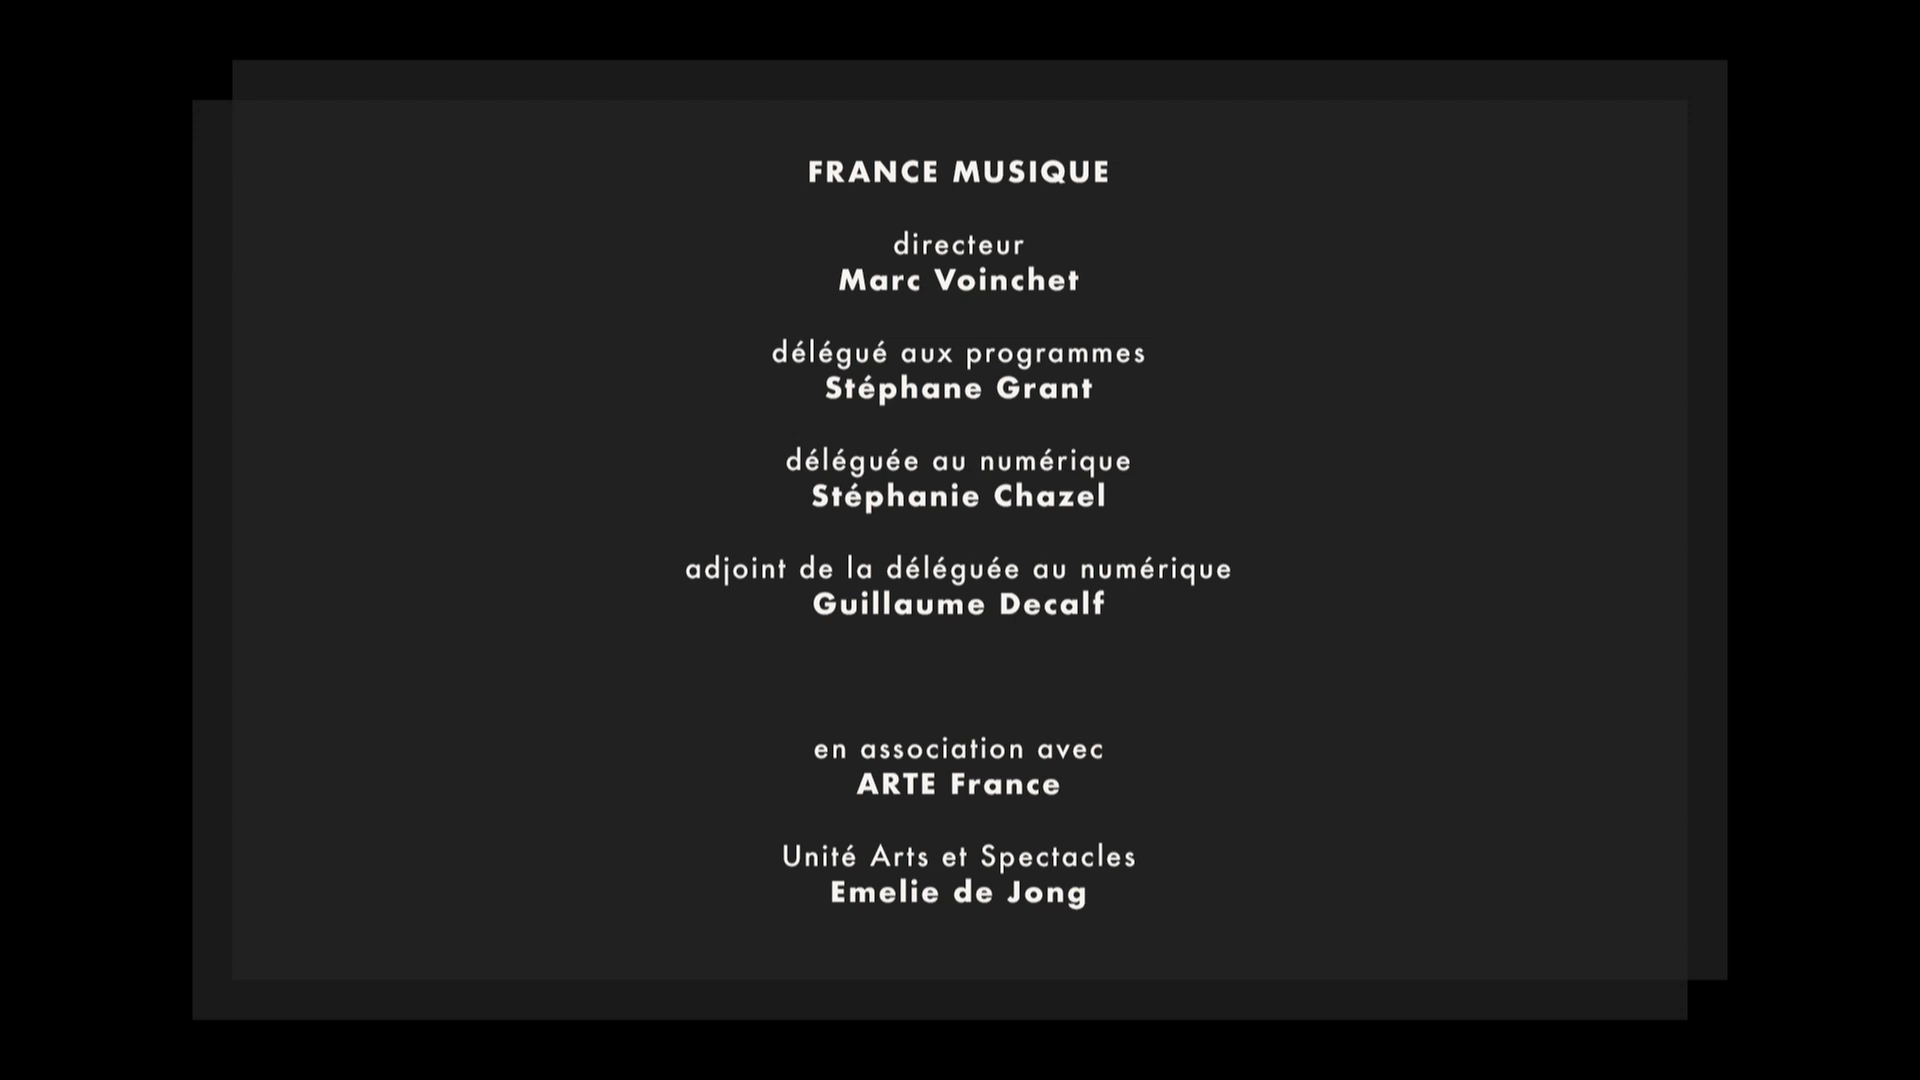 FRANCE MUSIQUE
directeur
Marc Voinchet
délégué aux programmes
Stéphane Grant
déléguée au numérique
Stéphanie Chazel
adjoint de la déléguée au numérique
Guillaume Decalf
en association avec
ARTE France
Unité Arts et Spectacles
Emelie de Jong